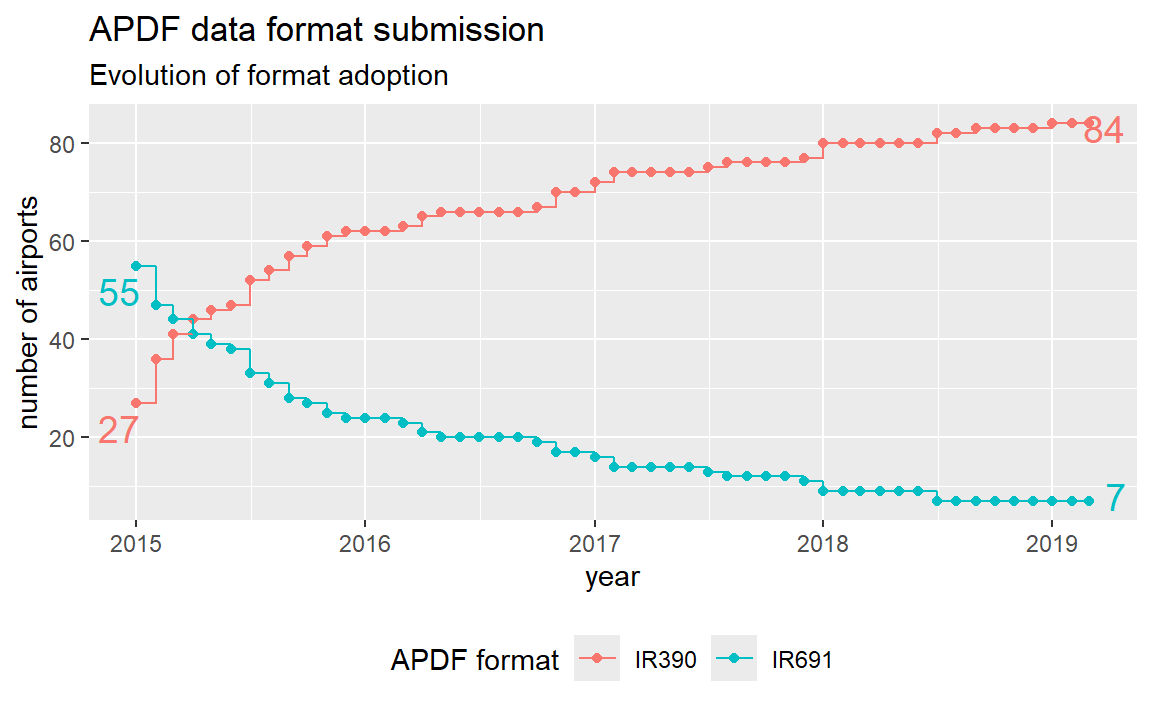 APDF data format submission
Evolution of format adoption
number of airports
80
60
40
20
55
27
84
7
2015 2016 2017 2018 2019
year
APDF format IR390 IR691